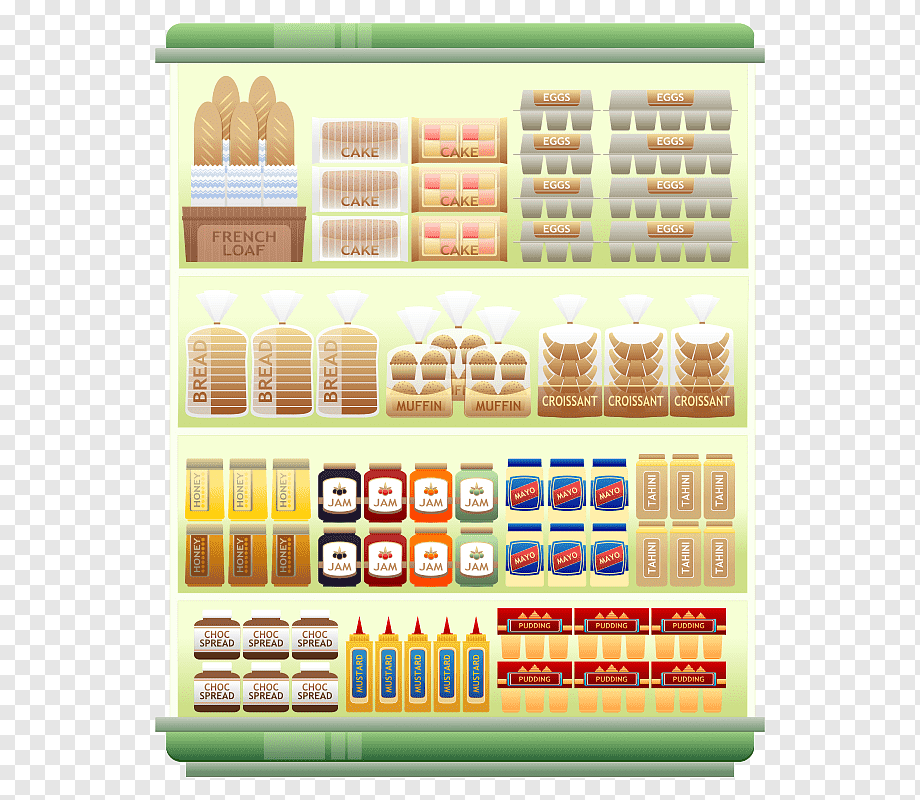 EGGS EGGS
EGGS EGGS
CAKE CAKE
EGGS EGGS
CAKE CAKE
EGGS EGGS
FRENCH
LOAF
CAKE CAKE
BREAD BREAD BREAD
MUFFIN MUFFIN
CROISSANT CROISSANT CROISSANT
HONEY HONEY HONEY
JAM JAM JAM JAM
MAYO MAYO MAYO
TAHINI TAHINI TAHINI
HONEY HONEY HONEY
JAM JAM JAM JAM
MAYO MAYO MAYO
TAHINI TAHINI TAHINI
CHOC CHOC CHOC
SPREAD SPREAD SPREAD
PUDDING PUDDING PUDDING
MUSTARD MUSTARD MUSTARD MUSTARD MUSTARD
CHOC CHOC CHOC
SPREAD SPREAD SPREAD
PUDDING PUDDING PUDDING